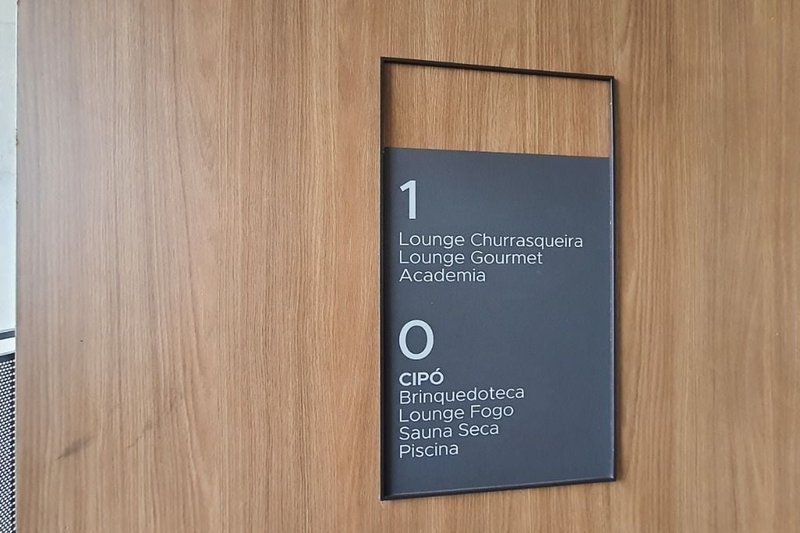 1
Lounge Churrasqueira
Lounge Gourmet
Academia
0
CIPÓ
Brinquedoteca
Lounge Fogo
Sauna Seca
Piscina